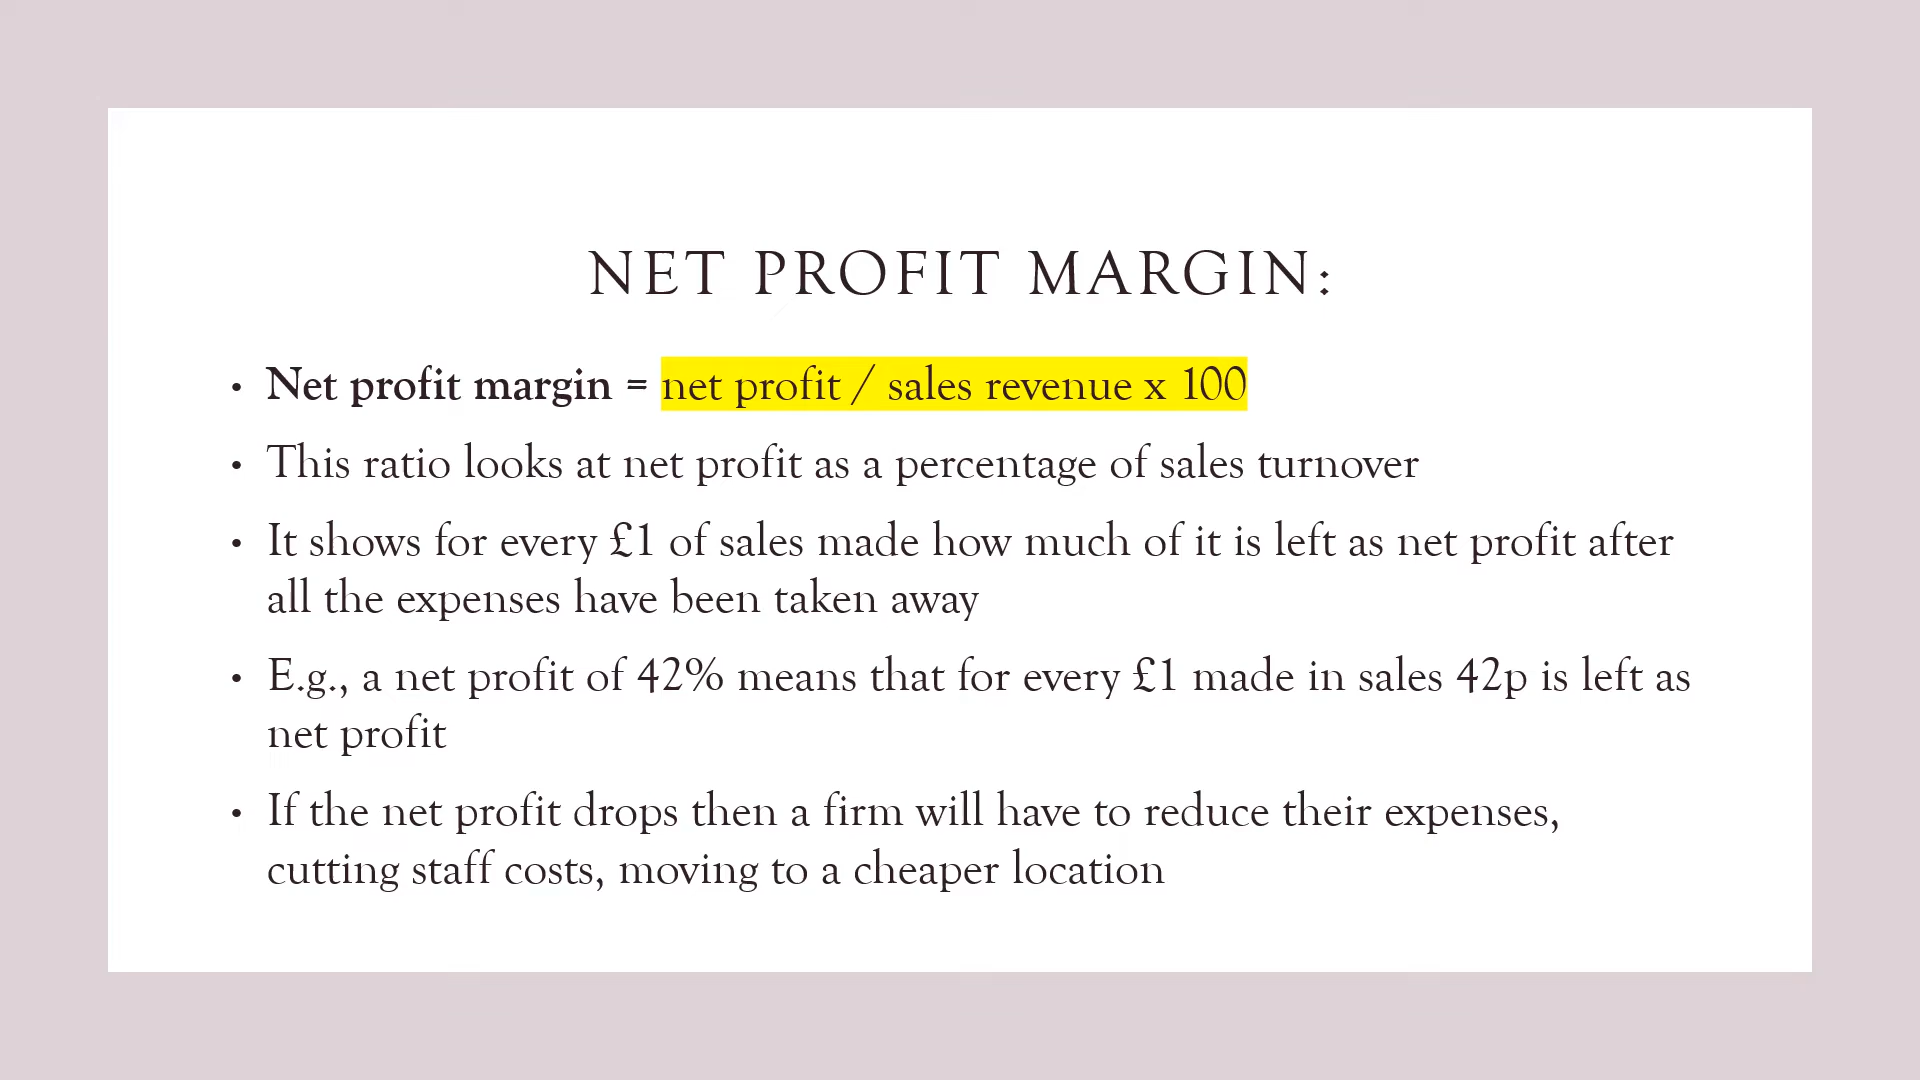 NET PROFIT MARGIN:
• Net profit margin = net profit / sales revenue x 100
• This ratio looks at net profit as a percentage of sales turnover
• It shows for every £1 of sales made how much of it is left as net profit after
all the expenses have been taken away
• E.g., a net profit of 42% means that for every £1 made in sales 42p is left as
net profit
• If the net profit drops then a firm will have to reduce their expenses,
cutting staff costs, moving to a cheaper location